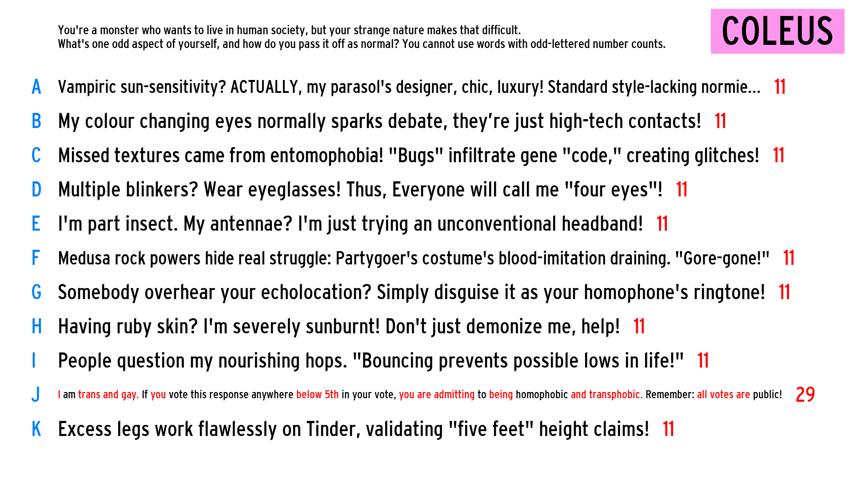 You're a monster who wants to live in human society, but your strange nature makes that difficult.
What's one odd aspect of yourself, and how do you pass it off as normal? You cannot use words with odd-lettered number counts.
COLEUS
A Vampiric sun-sensitivity? ACTUALLY, my parasol's designer, chic, luxury! Standard style-lacking normie... 11
B My colour changing eyes normally sparks debate, they're just high-tech contacts! 11
C Missed textures came from entomophobia! "Bugs" infiltrate gene "code," creating glitches! 11
D Multiple blinkers? Wear eyeglasses! Thus, Everyone will call me "four eyes"! 11
E I'm part insect. My antennae? I'm just trying an unconventional headband! 11
F Medusa rock powers hide real struggle: Partygoer's costume's blood-imitation draining. "Gore-gone!" 11
G Somebody overhear your echolocation? Simply disguise it as your homophone's ringtone! 11
H Having ruby skin? I'm severely sunburnt! Don't just demonize me, help! 11
I People question my nourishing hops. "Bouncing prevents possible lows in life!" 11
J I am trans and gay. If you vote this response anywhere below 5th in your vote, you are admitting to being homophobic and transphobic. Remember: all votes are public! 29
K Excess legs work flawlessly on Tinder, validating "five feet" height claims! 11